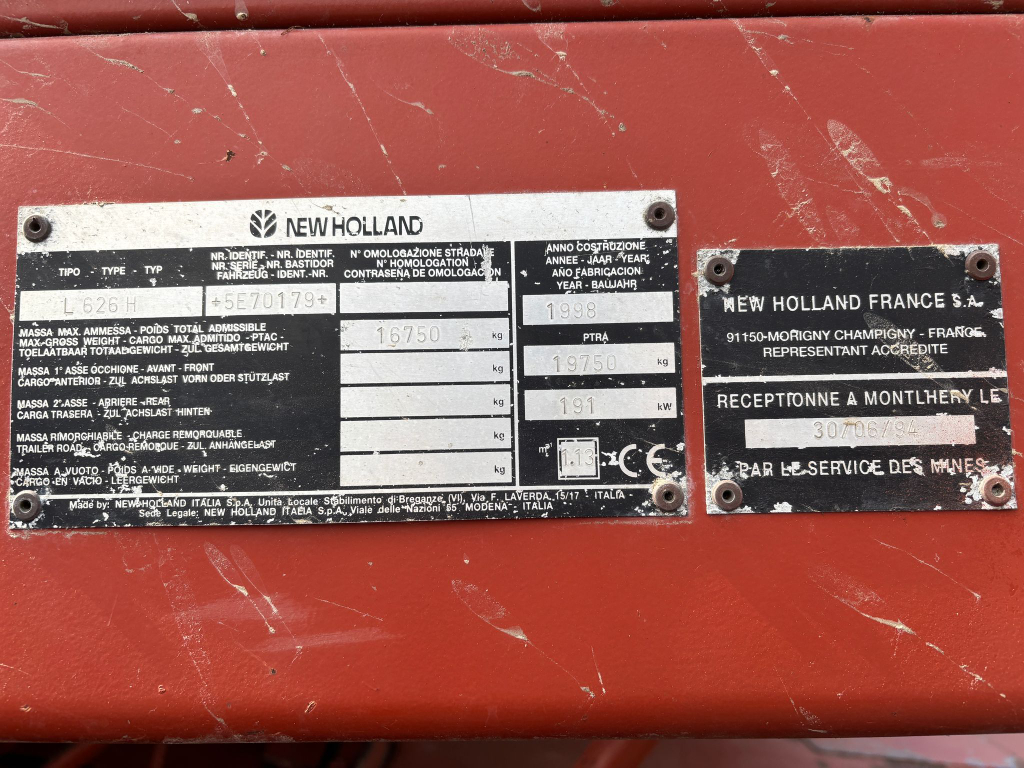 NEW HOLLAND
TIPO - TYPE - TYP
NR. IDENTIF. - NR. IDENTIF.
NR. SERIE - NR. BASTIDOR
FAHRZEUG - IDENT.-NR.
N° OMOLOGAZIONE STRADALE
N° HOMOLOGATION
CONTRASEÑA DE OMOLOGACION
L 626 H
+5E70179+
MASSA MAX. AMMESSA - POIDS TOTAL ADMISSIBLE
MAX-GROSS WEIGHT - CARGO MAX. ADMITIDO - PTAC -
TOELAATBAAR TOTAADGEWICHT - ZUL. GESAMTGEWICHT
16750 kg
MASSA 1° ASSE OCCHIONE - AVANT - FRONT
CARGO ANTERIOR - ZUL ACHSLAST VORN ODER STÜTZLAST
kg
MASSA 2° ASSE - ARRIERE - REAR
CARGA TRASERA - ZUL ACHSLAST HINTEN
kg
MASSA RIMORCHIABILE - CHARGE REMORQUABLE
TRAILER ROAD - CARGO REMOLQUE - ZUL. ANHANGELAST
kg
MASSA A VUOTO - POIDS A VIDE - WEIGHT - EIGENGEWICT
CARGO EN VACIO - LEERGEWICHT
kg
ANNO COSTRUZIONE
ANNEE - JAAR - YEAR
AÑO FABRICACION
YEAR - BAUJAHR
1998
PTRA
19750 kg
191 kW
m³ 1.13 CE
Made by: NEW HOLLAND ITALIA S.p.A. Unità Locale Stabilimento di Breganze (VI), Via F. LAVERDA, 15/17 - ITALIA
Sede Legale: NEW HOLLAND ITALIA S.p.A. Viale delle Nazioni 55 MODENA - ITALIA
NEW HOLLAND FRANCE S.A.
91150-MORIGNY CHAMPIGNY - FRANCE
REPRESENTANT ACCREDITE
RECEPTIONNE A MONTLHERY LE
30/06/94
PAR LE SERVICE DES MINES